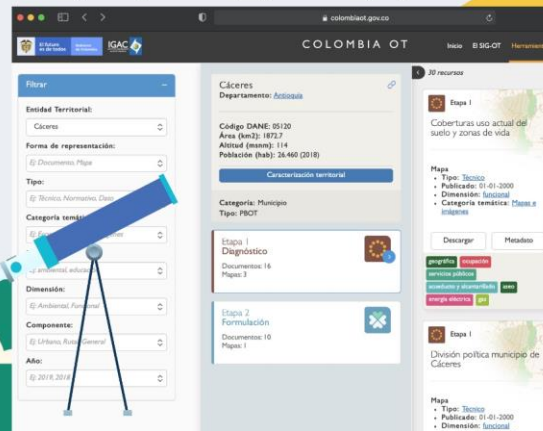 colombiaot.gov.co
El futuro es de todos
IGAC
COLOMBIA OT
Inicio
El SIG-OT
Filtrar
Entidad Territorial:
Cáceres
Forma de representación:
Ej: Documento, Mapa
Tipo:
Ej: Técnico, Normativo, Dato
Categoría
Dimensión:
Ej: Ambiental, Funcional
Componente:
Ej: Urbano, Rural, General
Año:
Ej: 2019, 2018
Cáceres
Departamento: Antioquia
Código DANE: 05120
Área (km2): 1872.7
Altitud (msnm): 114
Población (hab): 26.460 (2018)
Caracterización territorial
Categoría: Municipio
Tipo: PBOT
Etapa 1
Diagnóstico
Documentos: 16
Mapas: 3
Etapa 2
Formulación
Documentos: 10
Mapas: 1
30 recursos
Etapa 1
Coberturas uso actual del
suelo y zonas de vida
Mapa
Tipo: Técnico
Publicado: 01-01-2000
Dimensión: funcional
Categoría temática: Mapas e
imágenes
Descargar
Metadato
geográfico ocupación
servicios públicos
acueducto y alcantarillado aseo
energía eléctrica gas
Etapa 1
División política municipio de
Cáceres
Mapa
Tipo: Técnico
Publicado: 01-01-2000
Dimensión: funcional